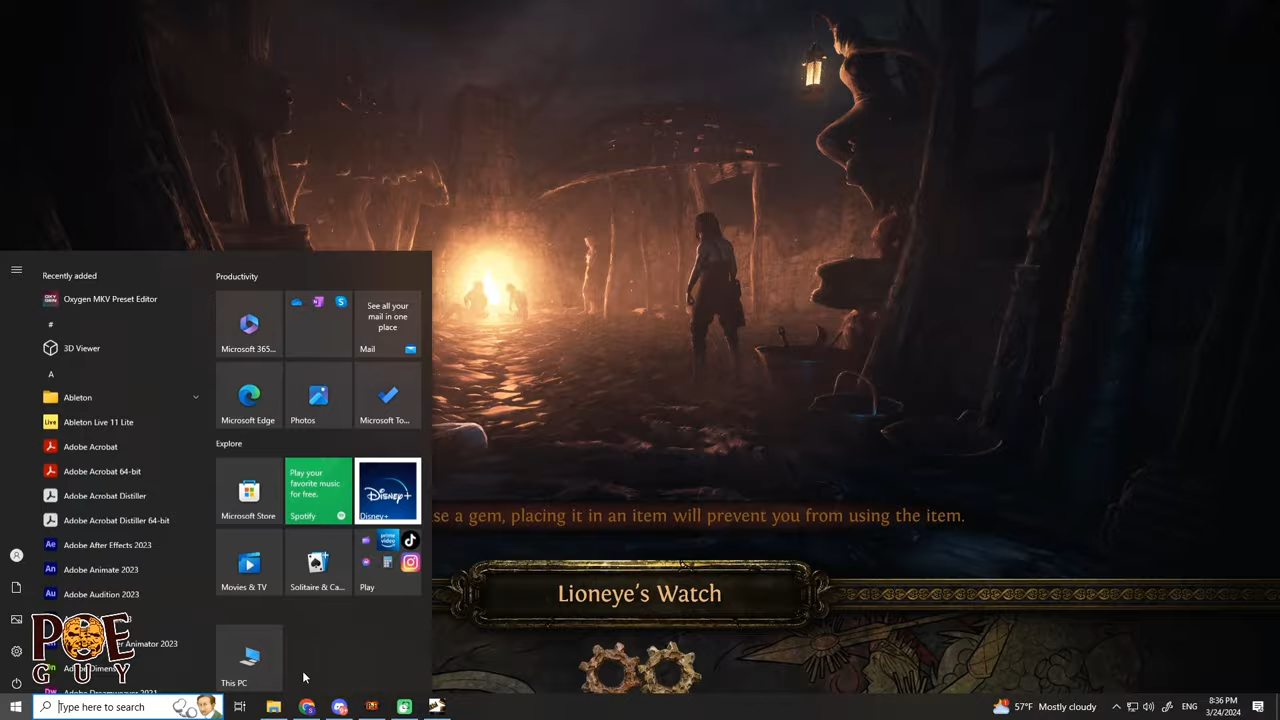 Recently added
Productivity
Oxygen MKV Preset Editor
#
3D Viewer
A
Ableton
Ableton Live 11 Lite
Adobe Acrobat
Adobe Acrobat 64-bit
Adobe Acrobat Distiller
Adobe Acrobat Distiller 64-bit
Adobe After Effects 2023
Adobe Animate 2023
Adobe Audition 2023
Animator 2023
Microsoft 365...
See all your
mail in one
place
Mail
Microsoft Edge
Photos
Microsoft To...
Explore
Microsoft Store
Play your
favorite music
for free.
Spotify
Disney+
Disney+
Movies & TV
Solitaire & Ca...
prime
video
Play
This PC
se a gem, placing it in an item will prevent you from using the item.
Lioneye's Watch
POE
GUY
Type here to search
57°F Mostly cloudy
ENG
8:36 PM
3/24/2024